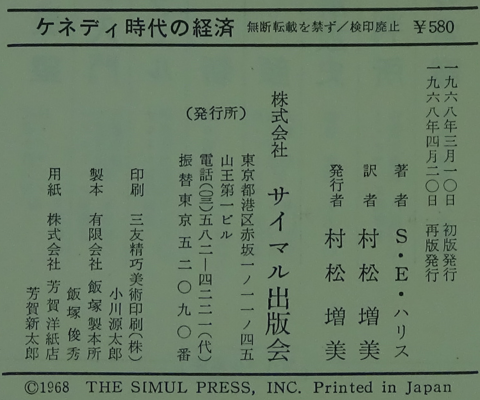 ケネディ時代の経済 無断転載を禁ず／検印廃止 ￥580
一九六八年三月一〇日 初版発行
一九六八年四月二〇日 再版発行
著者 S・E・ハリス
訳者 村松増美
発行者 村松増美
株式会社 サイマル出版会
(発行所)
東京都港区赤坂一ノ一一ノ四五
山王第一ビル
電話(〇三)五八二―四二二一(代)
振替東京五二〇九〇番
印刷 三友精巧美術印刷(株)
小川源太郎
製本 有限会社 飯塚製本所
飯塚俊秀
用紙 株式会社 芳賀洋紙店
芳賀新太郎
©1968 THE SIMUL PRESS, INC. Printed in Japan